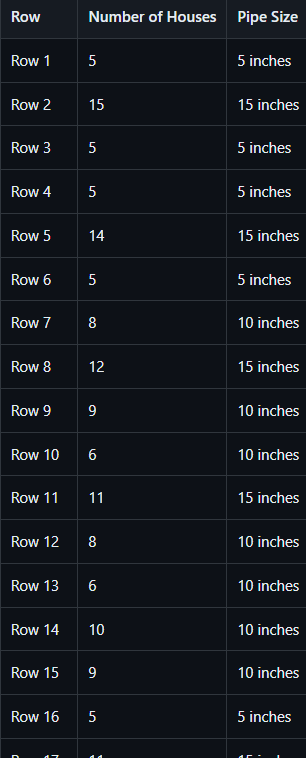 Row Number of Houses Pipe Size
Row 1 5 5 inches
Row 2 15 15 inches
Row 3 5 5 inches
Row 4 5 5 inches
Row 5 14 15 inches
Row 6 5 5 inches
Row 7 8 10 inches
Row 8 12 15 inches
Row 9 9 10 inches
Row 10 6 10 inches
Row 11 11 15 inches
Row 12 8 10 inches
Row 13 6 10 inches
Row 14 10 10 inches
Row 15 9 10 inches
Row 16 5 5 inches